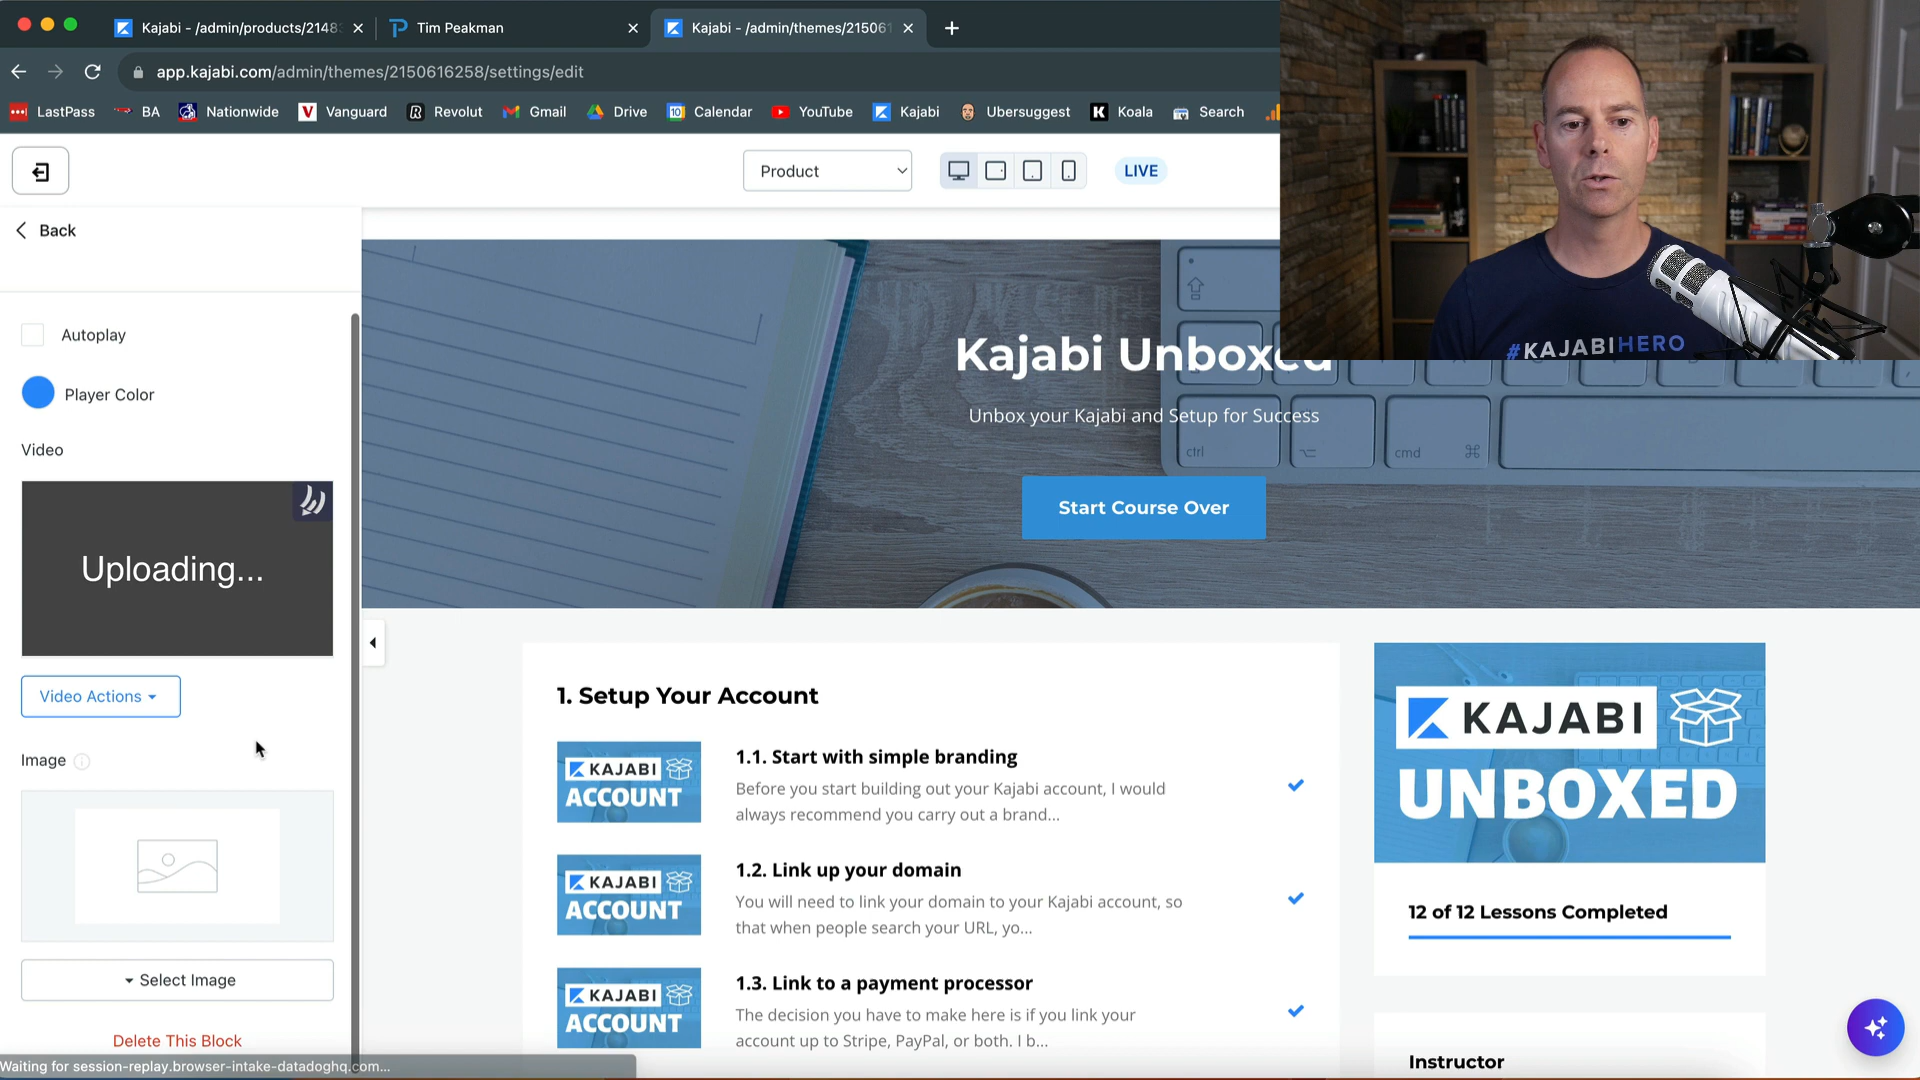 Kajabi - /admin/products/2148
Tim Peakman
Kajabi - /admin/themes/215061
app.kajabi.com/admin/themes/2150616258/settings/edit
LastPass
BA
Nationwide
Vanguard
Revolut
Gmail
Drive
Calendar
YouTube
Kajabi
Ubersuggest
Koala
Search
Product
LIVE
Back
Autoplay
Player Color
Video
Uploading...
Video Actions
Image
Select Image
Delete This Block
Waiting for session-replay.browser-intake-datadoghq.com...
#KAJABIHERO
Kajabi Unboxed
Unbox your Kajabi and Setup for Success
Start Course Over
ctrl
cmd
1. Setup Your Account
KAJABI
ACCOUNT
1.1. Start with simple branding
Before you start building out your Kajabi account, I would
always recommend you carry out a brand...
KAJABI
ACCOUNT
1.2. Link up your domain
You will need to link your domain to your Kajabi account, so
that when people search your URL, yo...
KAJABI
ACCOUNT
1.3. Link to a payment processor
The decision you have to make here is if you link your
account up to Stripe, PayPal, or both. I b...
KAJABI
UNBOXED
12 of 12 Lessons Completed
Instructor